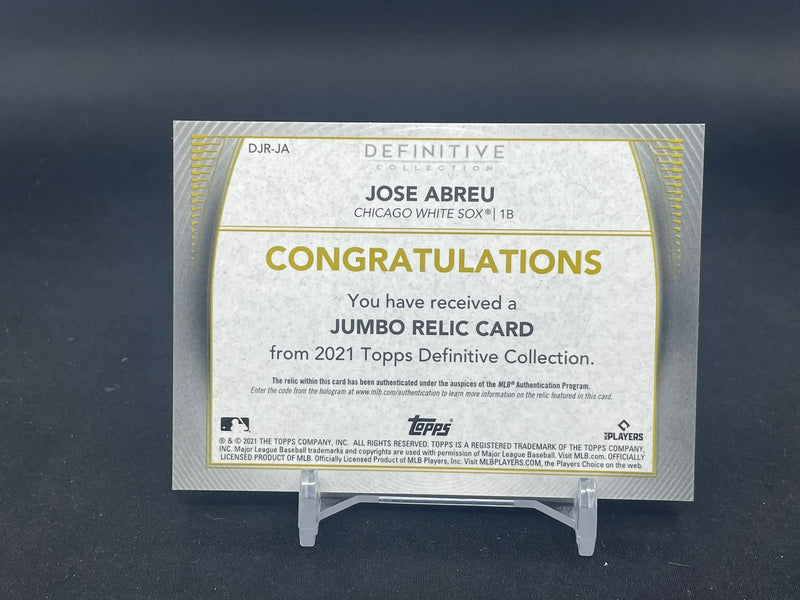 DJR-JA
DEFINITIVE
COLLECTION
JOSE ABREU
CHICAGO WHITE SOX® | 1B
CONGRATULATIONS
You have received a
JUMBO RELIC CARD
from 2021 Topps Definitive Collection.
The relic within this card has been authenticated under the auspices of the MLB® Authentication Program.
Enter the code from the hologram at www.mlb.com/authentication to learn more information on the relic featured in this card.
Topps
MLB PLAYERS
® & © 2021 THE TOPPS COMPANY, INC. ALL RIGHTS RESERVED. TOPPS IS A REGISTERED TRADEMARK OF THE TOPPS COMPANY,
INC. Major League Baseball trademarks and copyrights are used with permission of Major League Baseball. Visit MLB.com. OFFICIALLY
LICENSED PRODUCT OF MLB. Officially Licensed Product of MLB Players, Inc. Visit MLBPLAYERS.COM, the Players Choice on the web.